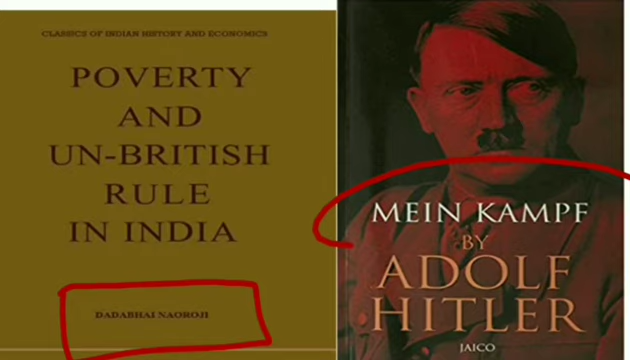 CLASSICS OF INDIAN HISTORY AND ECONOMICS
POVERTY
AND
UN-BRITISH
RULE
IN INDIA
DADABHAI NAOROJI
MEIN KAMPF
BY
ADOLF
HITLER
JAICO